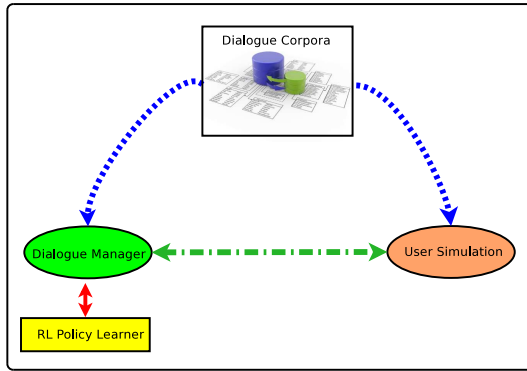 Dialogue Corpora
Dialogue Manager
User Simulation
RL Policy Learner